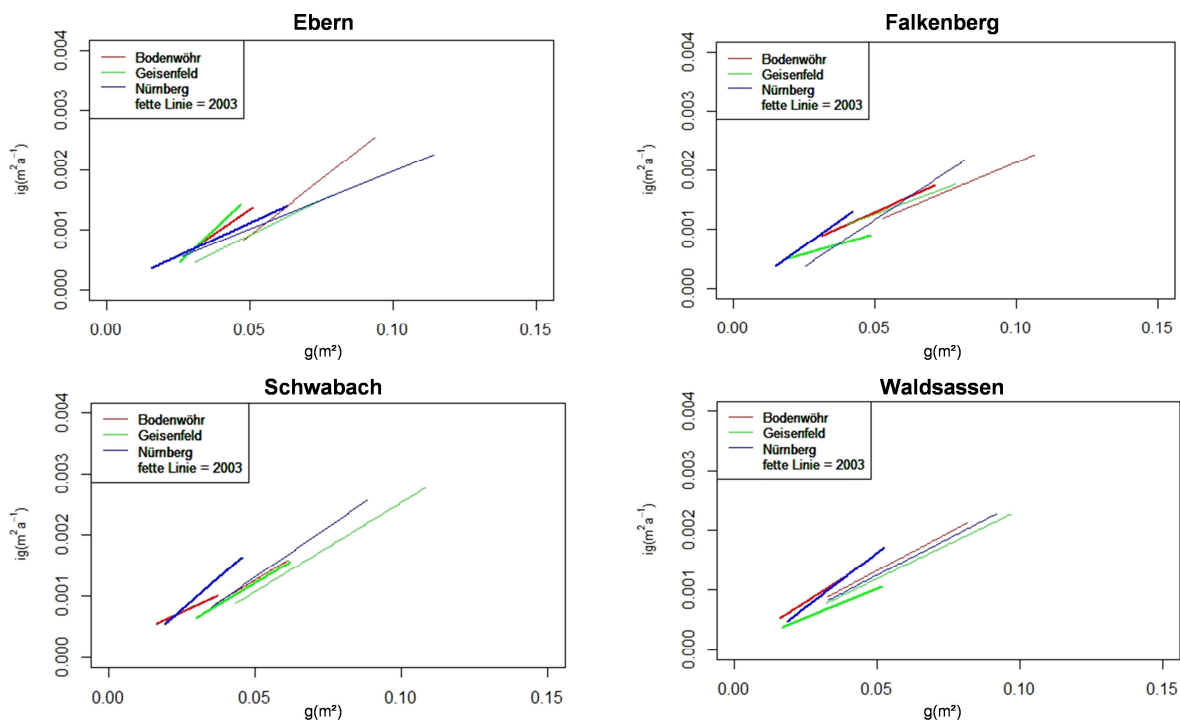 Ebern
0.004
0.003
0.002
0.001
0.000
ig(m²a⁻¹)
Bodenwöhr
Geisenfeld
Nürnberg
fette Linie = 2003
0.00 0.05 0.10 0.15
g(m²)
Falkenberg
0.004
0.003
0.002
0.001
0.000
ig(m²a⁻¹)
Bodenwöhr
Geisenfeld
Nürnberg
fette Linie = 2003
0.00 0.05 0.10 0.15
g(m²)
Schwabach
0.004
0.003
0.002
0.001
0.000
ig(m²a⁻¹)
Bodenwöhr
Geisenfeld
Nürnberg
fette Linie = 2003
0.00 0.05 0.10 0.15
g(m²)
Waldsassen
0.004
0.003
0.002
0.001
0.000
ig(m²a⁻¹)
Bodenwöhr
Geisenfeld
Nürnberg
fette Linie = 2003
0.00 0.05 0.10 0.15
g(m²)